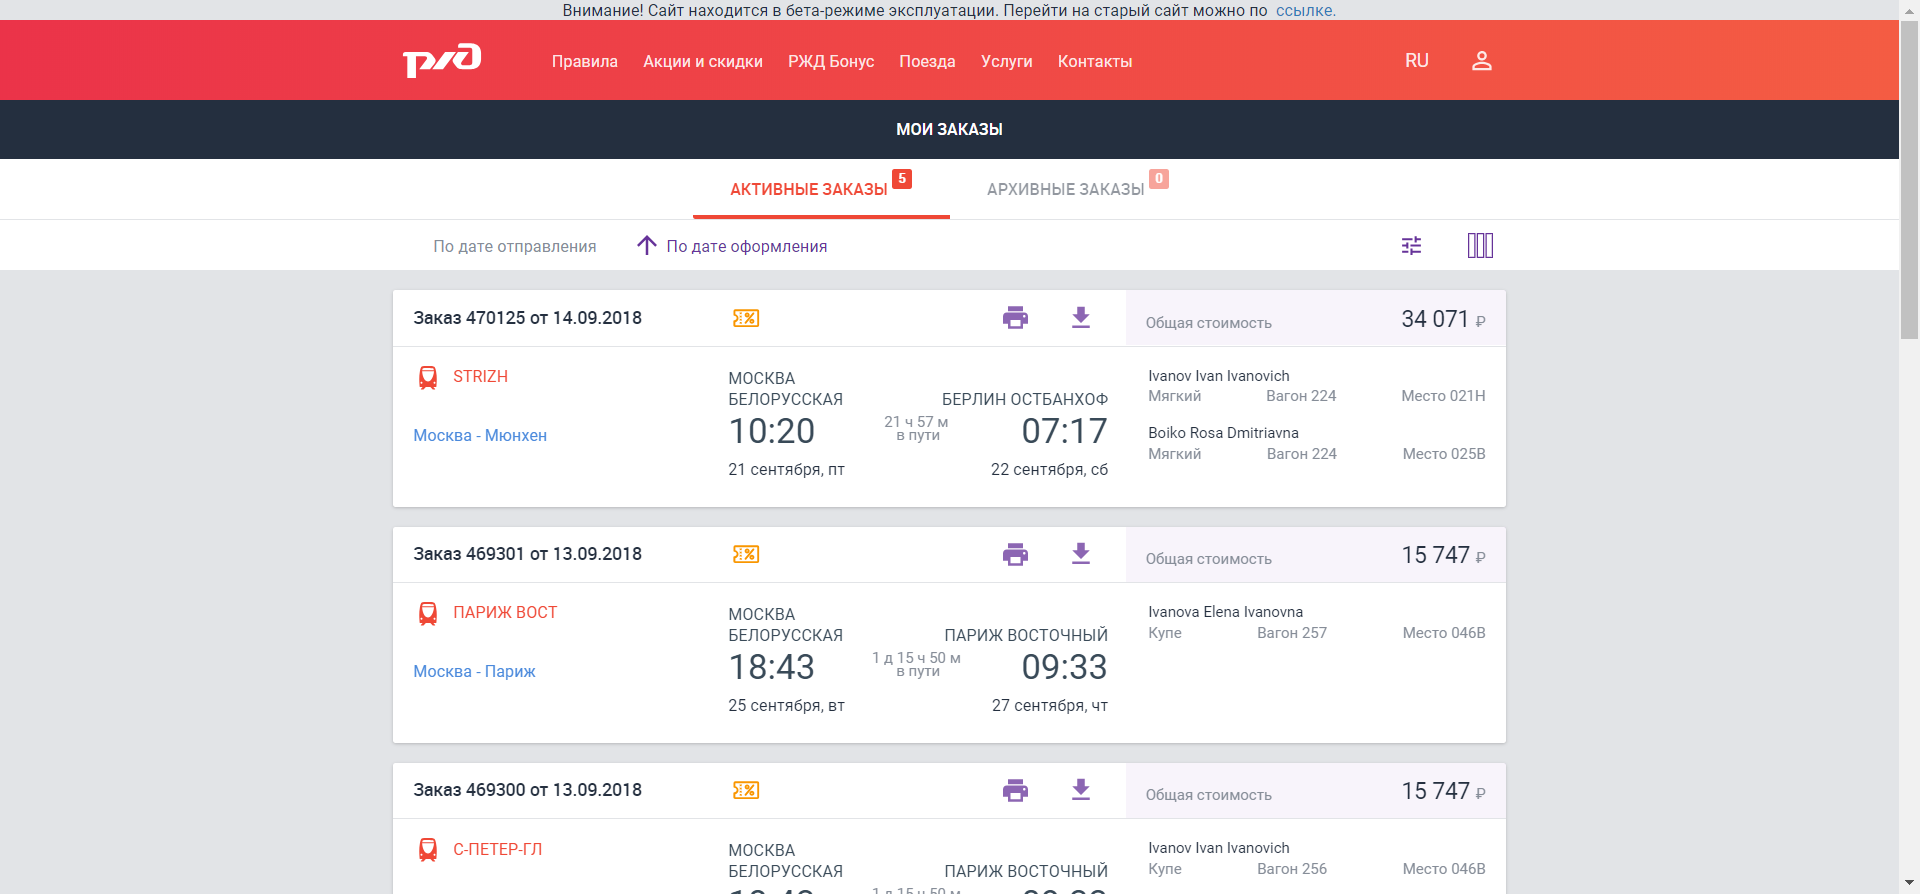 Внимание! Сайт находится в бета-режиме эксплуатации. Перейти на старый сайт можно по ссылке.
ржд Правила Акции и скидки РЖД Бонус Поезда Услуги Контакты RU
МОИ ЗАКАЗЫ
АКТИВНЫЕ ЗАКАЗЫ 5 АРХИВНЫЕ ЗАКАЗЫ 0
По дате отправления По дате оформления
Заказ 470125 от 14.09.2018 Общая стоимость 34 071 ₽
STRIZH
Москва - Мюнхен
МОСКВА
БЕЛОРУССКАЯ
10:20
21 сентября, пт
21 ч 57 м
в пути
БЕРЛИН ОСТБАНХОФ
07:17
22 сентября, сб
Ivanov Ivan Ivanovich
Мягкий Вагон 224 Место 021Н
Boiko Rosa Dmitriavna
Мягкий Вагон 224 Место 025В
Заказ 469301 от 13.09.2018 Общая стоимость 15 747 ₽
ПАРИЖ ВОСТ
Москва - Париж
МОСКВА
БЕЛОРУССКАЯ
18:43
25 сентября, вт
1 д 15 ч 50 м
в пути
ПАРИЖ ВОСТОЧНЫЙ
09:33
27 сентября, чт
Ivanova Elena Ivanovna
Купе Вагон 257 Место 046В
Заказ 469300 от 13.09.2018 Общая стоимость 15 747 ₽
С-ПЕТЕР-ГЛ
МОСКВА
БЕЛОРУССКАЯ
1 д 15 ч 50 м
ПАРИЖ ВОСТОЧНЫЙ
Ivanov Ivan Ivanovich
Купе Вагон 256 Место 046В